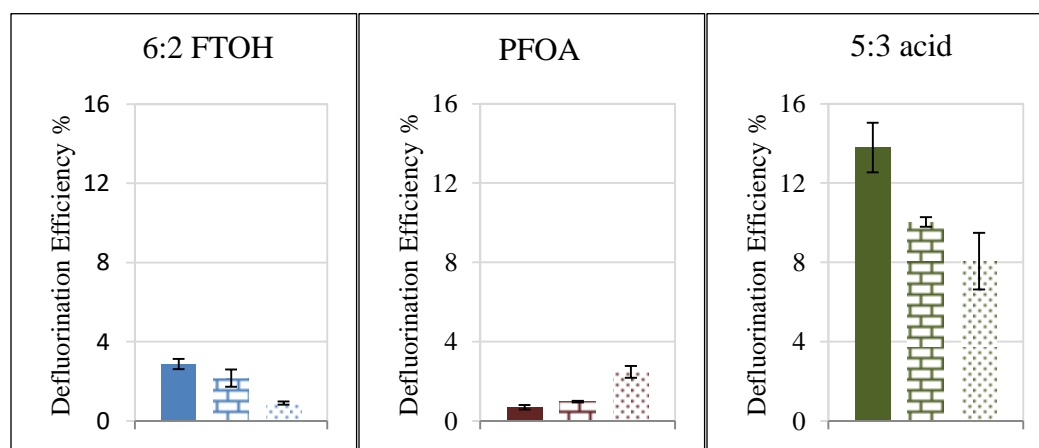 6:2 FTOH
Defluorination Efficiency %
16
12
8
4
0
PFOA
Defluorination Efficiency %
16
12
8
4
0
5:3 acid
Defluorination Efficiency %
16
12
8
4
0